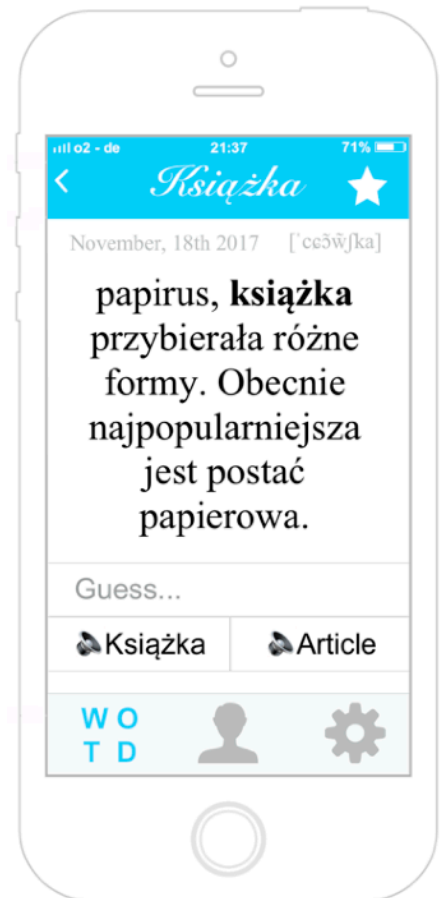 o2 - de 21:37 71%
Książka
November, 18th 2017 [ˈcɕɔ̃w̃ʃka]
papirus, książka
przybierała różne
formy. Obecnie
najpopularniejsza
jest postać
papierowa.
Guess...
Książka Article
W O
T D